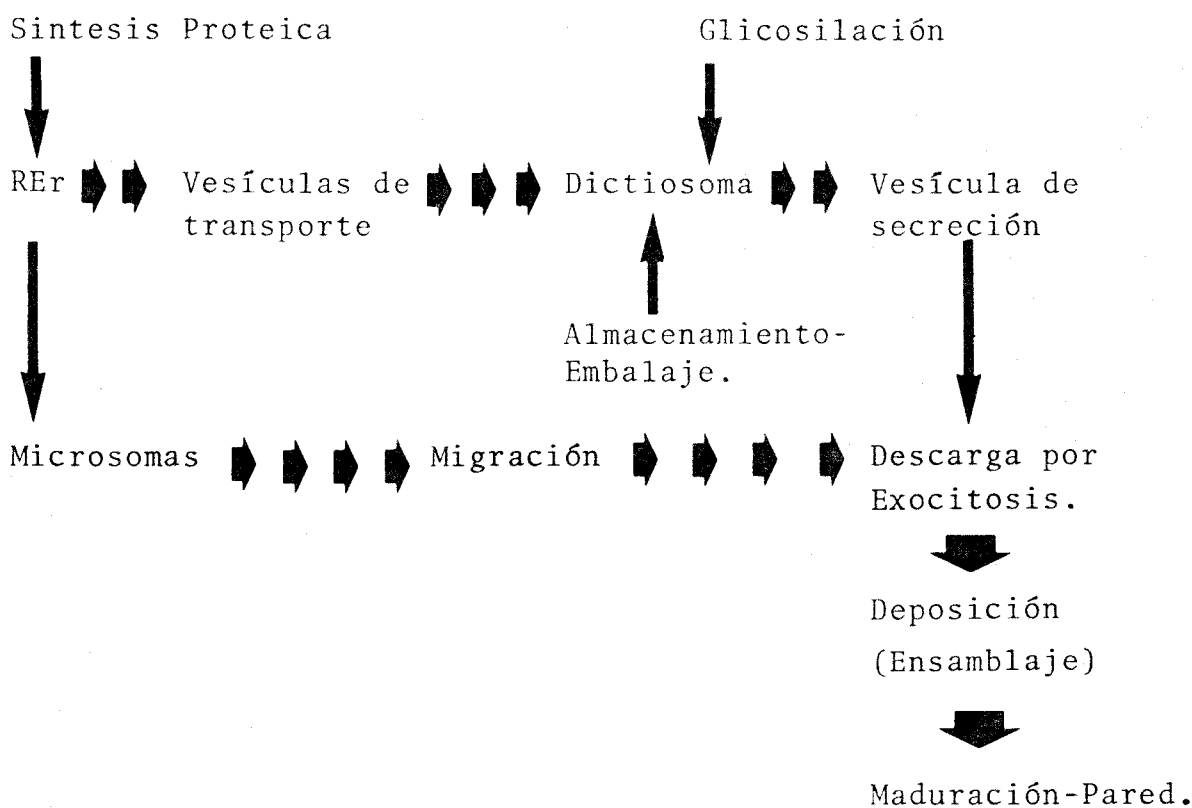 Sintesis Proteica
Glicosilación
REr
Vesículas de
transporte
Dictiosoma
Vesícula de
secreción
Almacenamiento-
Embalaje.
Microsomas
Migración
Descarga por
Exocitosis.
Deposición
(Ensamblaje)
Maduración-Pared.